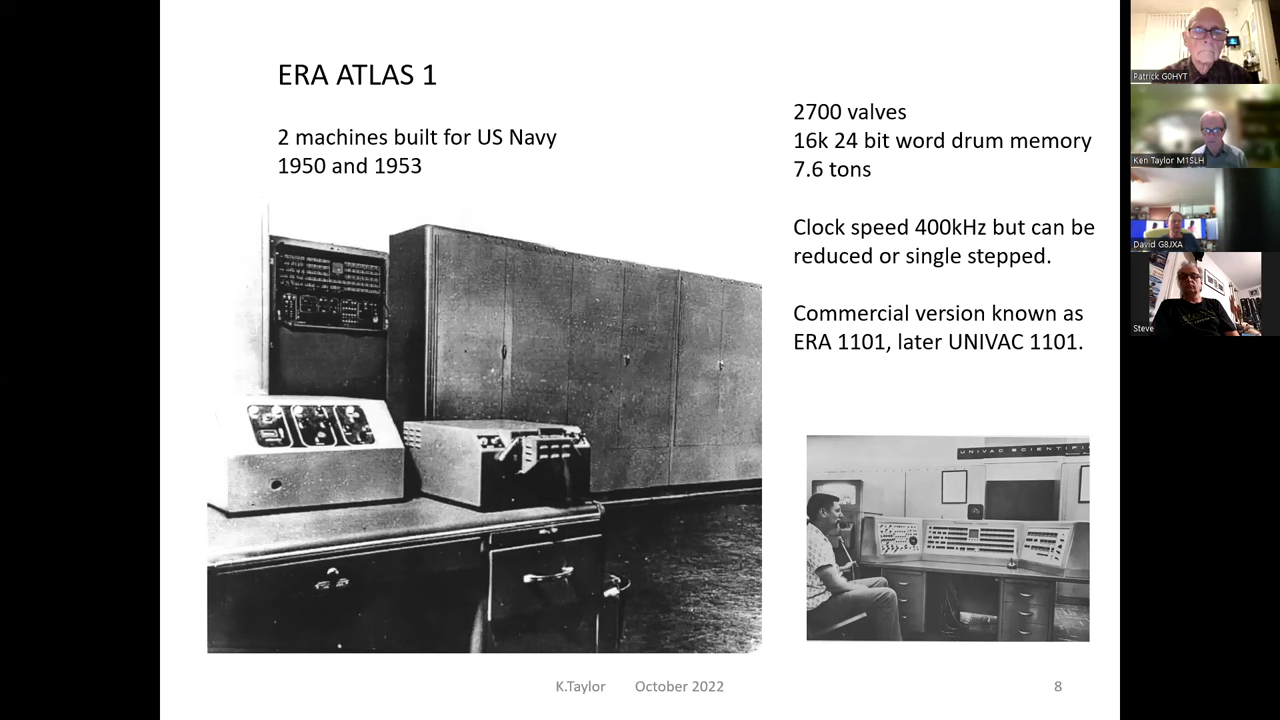 ERA ATLAS 1
2 machines built for US Navy
1950 and 1953
2700 valves
16k 24 bit word drum memory
7.6 tons
Clock speed 400kHz but can be
reduced or single stepped.
Commercial version known as
ERA 1101, later UNIVAC 1101.
UNIVAC SCIENTIFI
K.Taylor October 2022
8
Patrick G0HYT
Ken Taylor M1SLH
David G8JXA
Steve